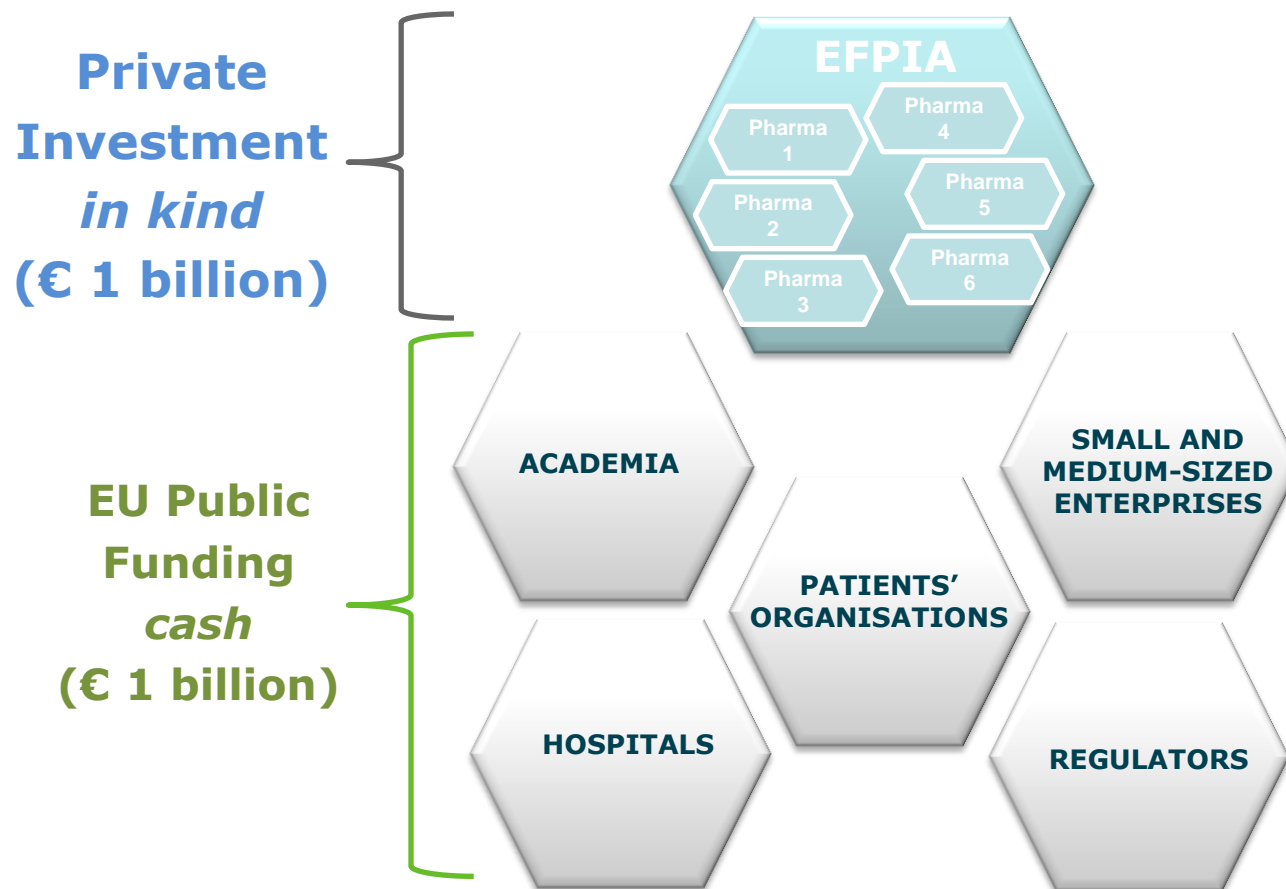 Private
Investment
in kind
(€ 1 billion)
EFPIA
Pharma
1
Pharma
4
Pharma
2
Pharma
5
Pharma
3
Pharma
6
EU Public
Funding
cash
(€ 1 billion)
ACADEMIA
SMALL AND
MEDIUM-SIZED
ENTERPRISES
PATIENTS’
ORGANISATIONS
HOSPITALS
REGULATORS